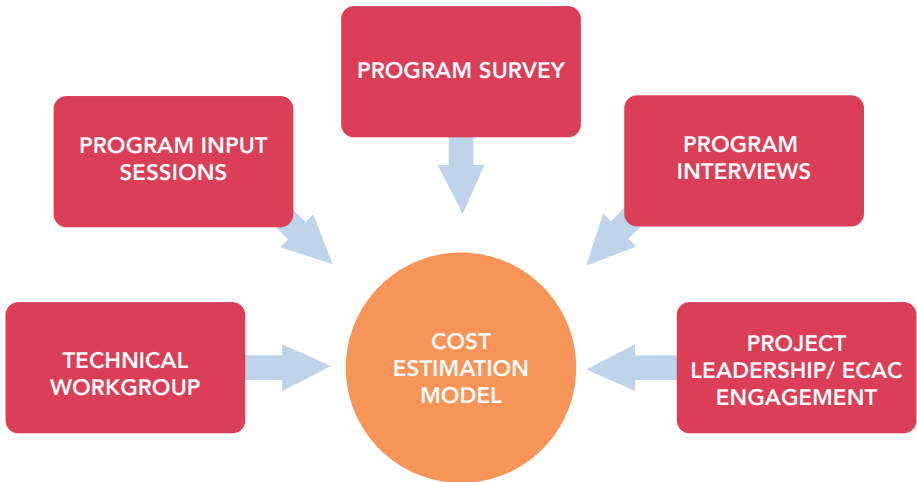 PROGRAM SURVEY
PROGRAM INPUT
SESSIONS
PROGRAM
INTERVIEWS
TECHNICAL
WORKGROUP
COST
ESTIMATION
MODEL
PROJECT
LEADERSHIP/ ECAC
ENGAGEMENT